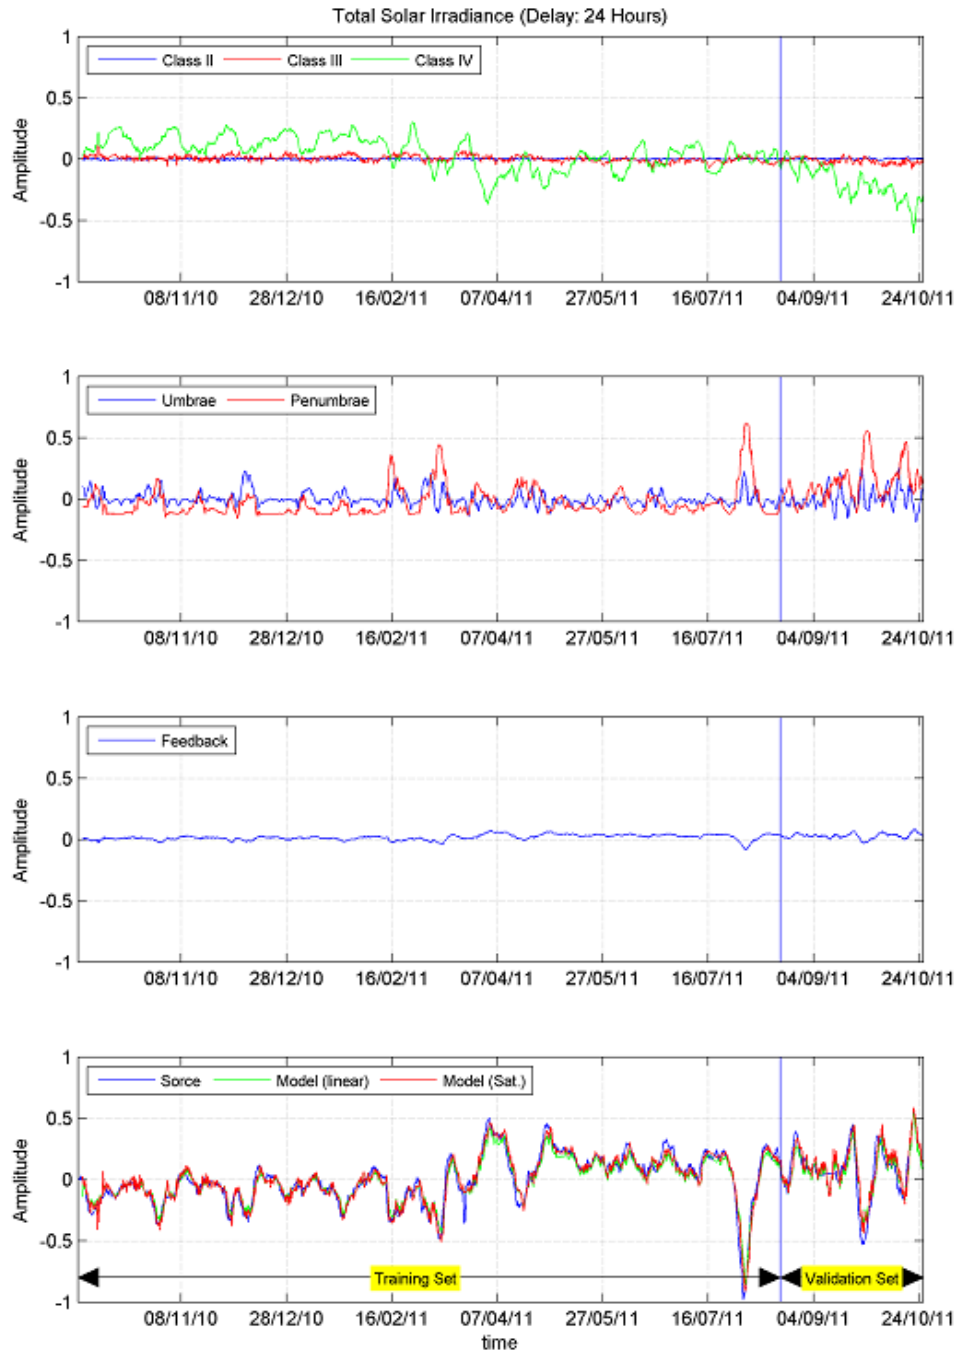 Total Solar Irradiance (Delay: 24 Hours)
1
Class II Class III Class IV
0.5
0
-0.5
-1
Amplitude
08/11/10 28/12/10 16/02/11 07/04/11 27/05/11 16/07/11 04/09/11 24/10/11
1
Umbrae Penumbrae
0.5
0
-0.5
-1
Amplitude
08/11/10 28/12/10 16/02/11 07/04/11 27/05/11 16/07/11 04/09/11 24/10/11
1
Feedback
0.5
0
-0.5
-1
Amplitude
08/11/10 28/12/10 16/02/11 07/04/11 27/05/11 16/07/11 04/09/11 24/10/11
1
Sorce Model (linear) Model (Sat.)
0.5
0
-0.5
Training Set Validation Set
-1
Amplitude
08/11/10 28/12/10 16/02/11 07/04/11 27/05/11 16/07/11 04/09/11 24/10/11
time